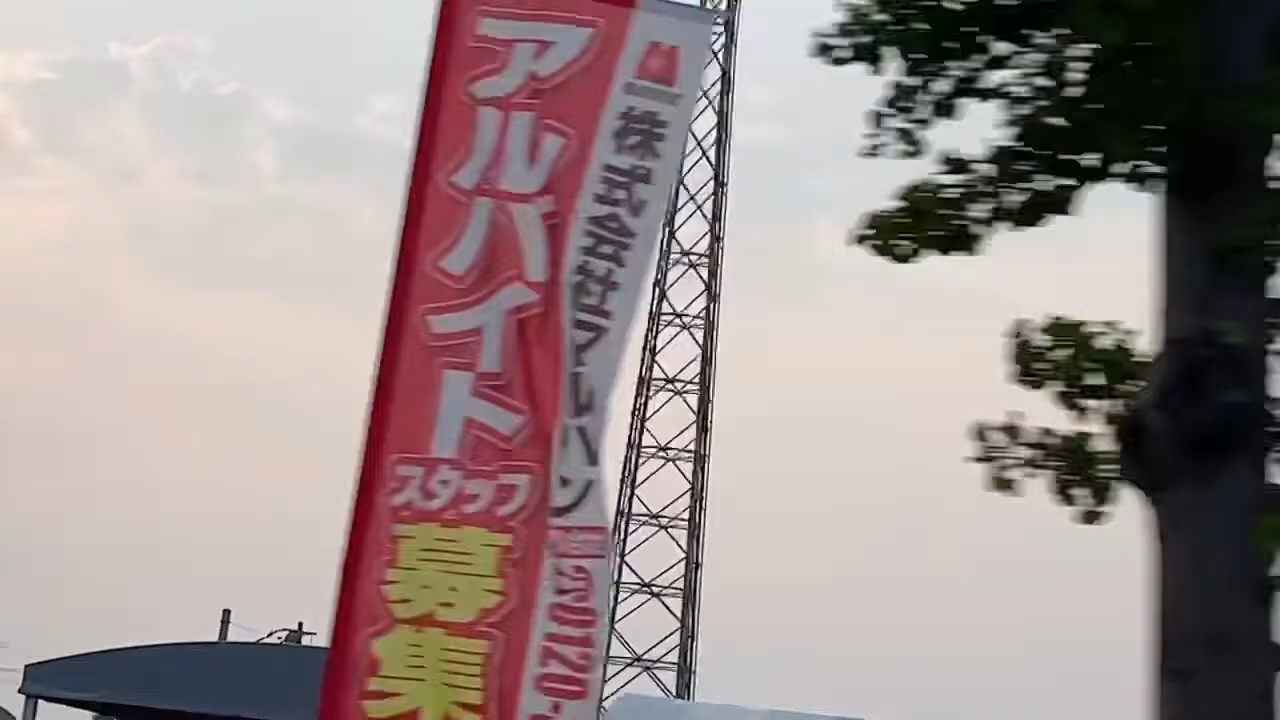 アルバイト
スタッフ
募集
株式会社マルハン
0120-